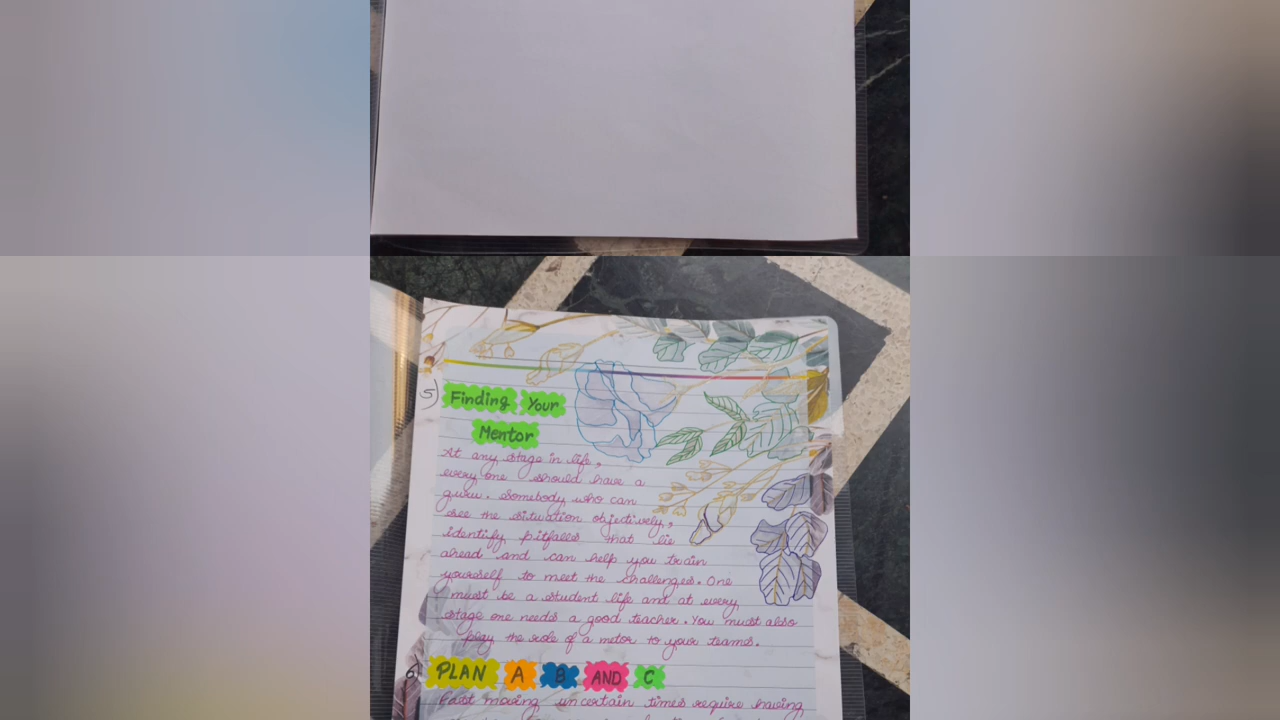 5) Finding Your
Mentor
At any stage in life,
every one should have a
guru. Somebody who can
see the situation objectively,
identify pitfalls that lie
ahead and can help you train
yourself to meet the challenges. One
must be a student life and at every
stage one needs a good teacher. You must also
play the role of a metor to your teams.
6) PLAN A B AND C
Fast moving uncertain times require having